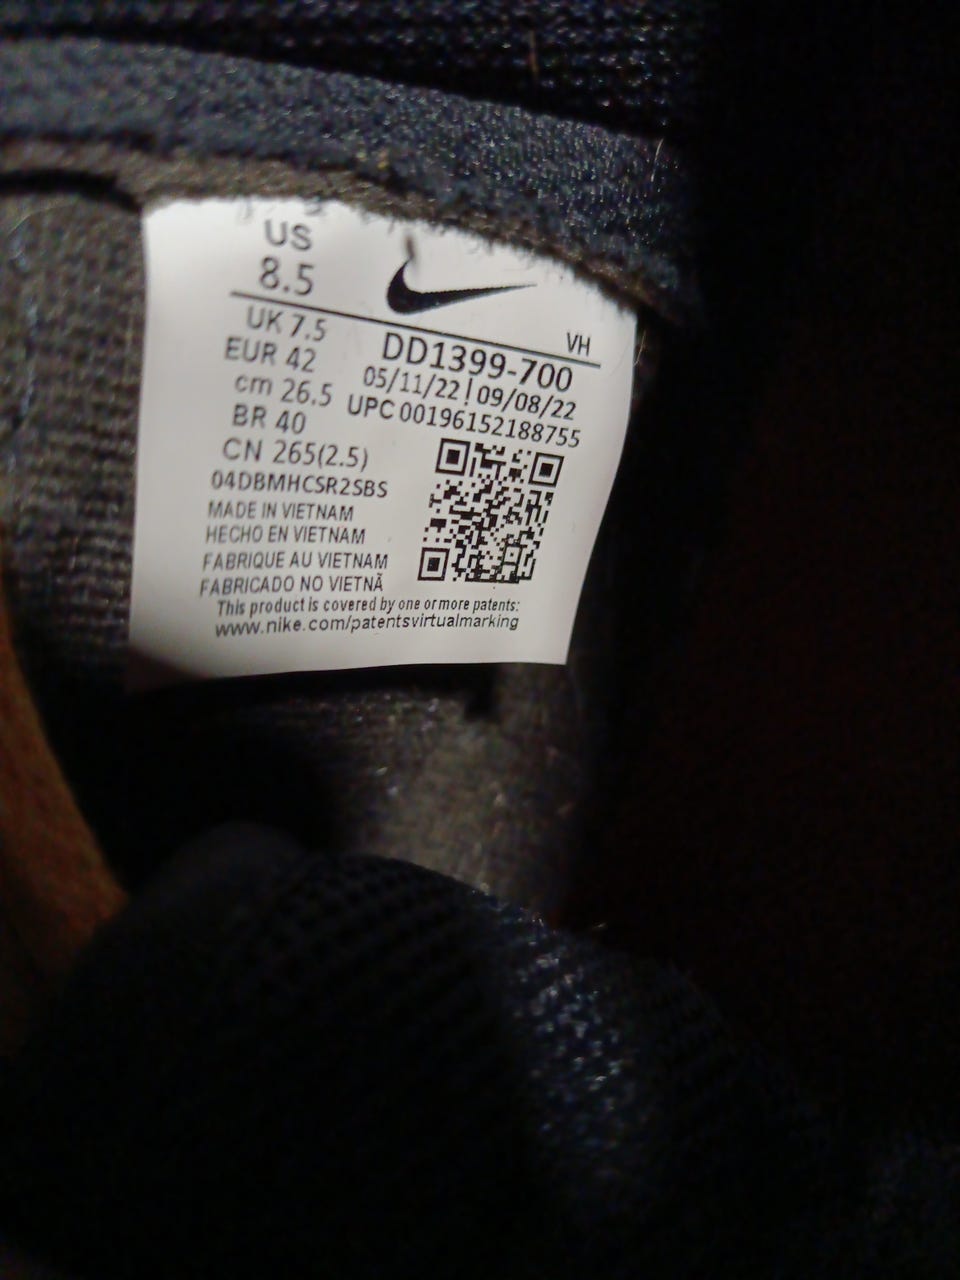 US
8.5
UK 7.5
EUR 42
cm 26.5
BR 40
CN 265(2.5)
04DBMHCSR2SBS
MADE IN VIETNAM
HECHO EN VIETNAM
FABRIQUE AU VIETNAM
FABRICADO NO VIETNÃ
VH
DD1399-700
05/11/22 | 09/08/22
UPC 00196152188755
This product is covered by one or more patents:
www.nike.com/patentsvirtualmarking